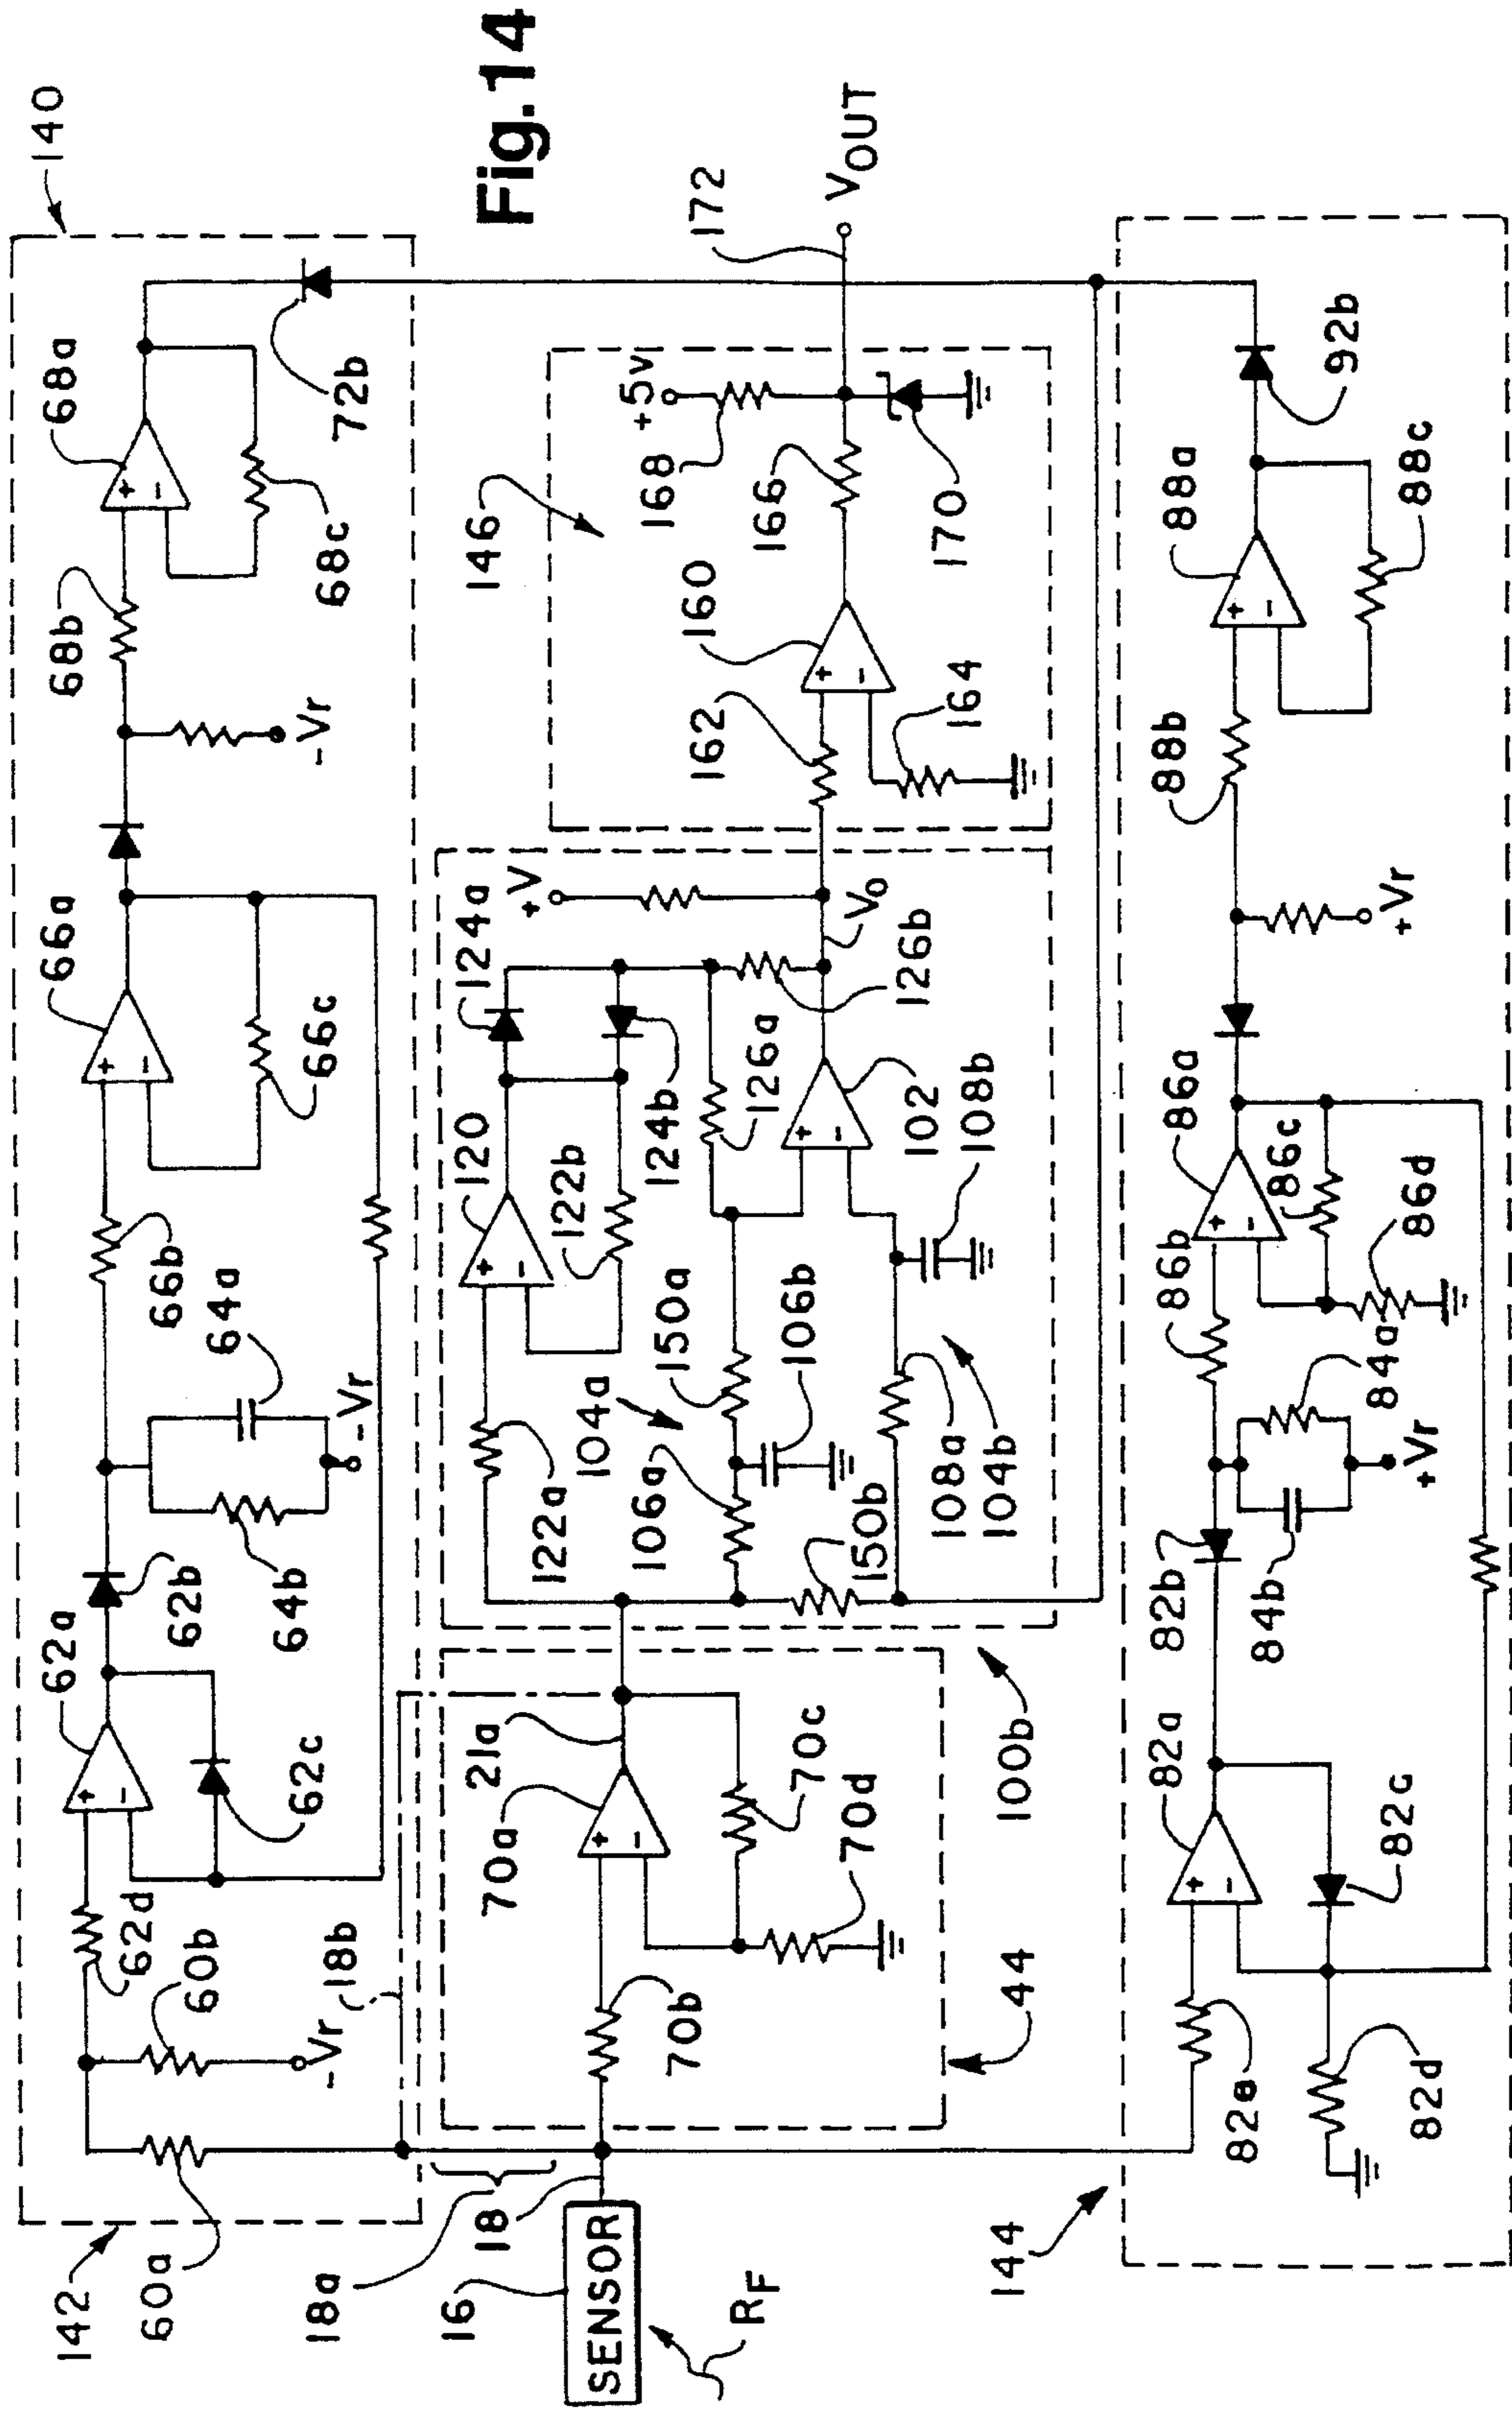 Fig.14
140
142
60a
60b
-Vr
62d
62a
62b
62c
64b
64a
-Vr
66b
66a
66c
68b
-Vr
68a
68c
72b
18b
18a
18
16
SENSOR
RF
70b
70a
21a
70c
70d
44
100b
122a
120
122b
124a
124b
+V
104a
106a
150a
106b
126a
126b
Vo
102
108b
108a
104b
150b
146
162
160
164
166
168
+5v
170
172
VOUT
144
82e
82d
82a
82b
82c
84b
84a
+Vr
86b
86a
86c
86d
+Vr
88b
88a
88c
92b
+
-
+
-
+
-
+
-
+
-
+
-
+
-
+
-
+
-
+
-